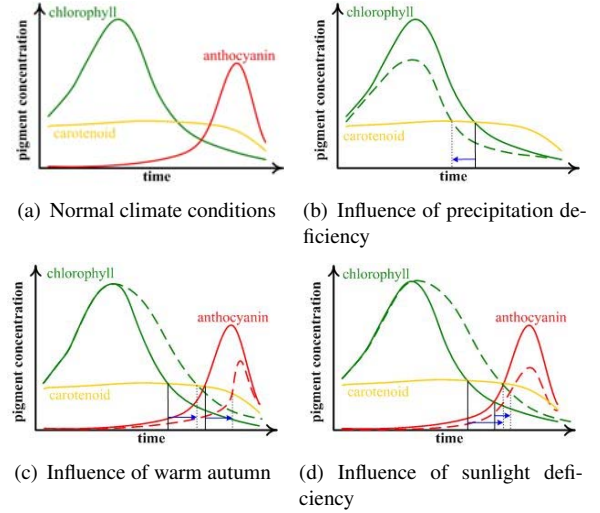 chlorophyll
anthocyanin
carotenoid
pigment concentration
time
(a) Normal climate conditions
chlorophyll
carotenoid
pigment concentration
time
(b) Influence of precipitation de-
ficiency
chlorophyll
anthocyanin
carotenoid
pigment concentration
time
(c) Influence of warm autumn
chlorophyll
anthocyanin
carotenoid
pigment concentration
time
(d) Influence of sunlight defi-
ciency